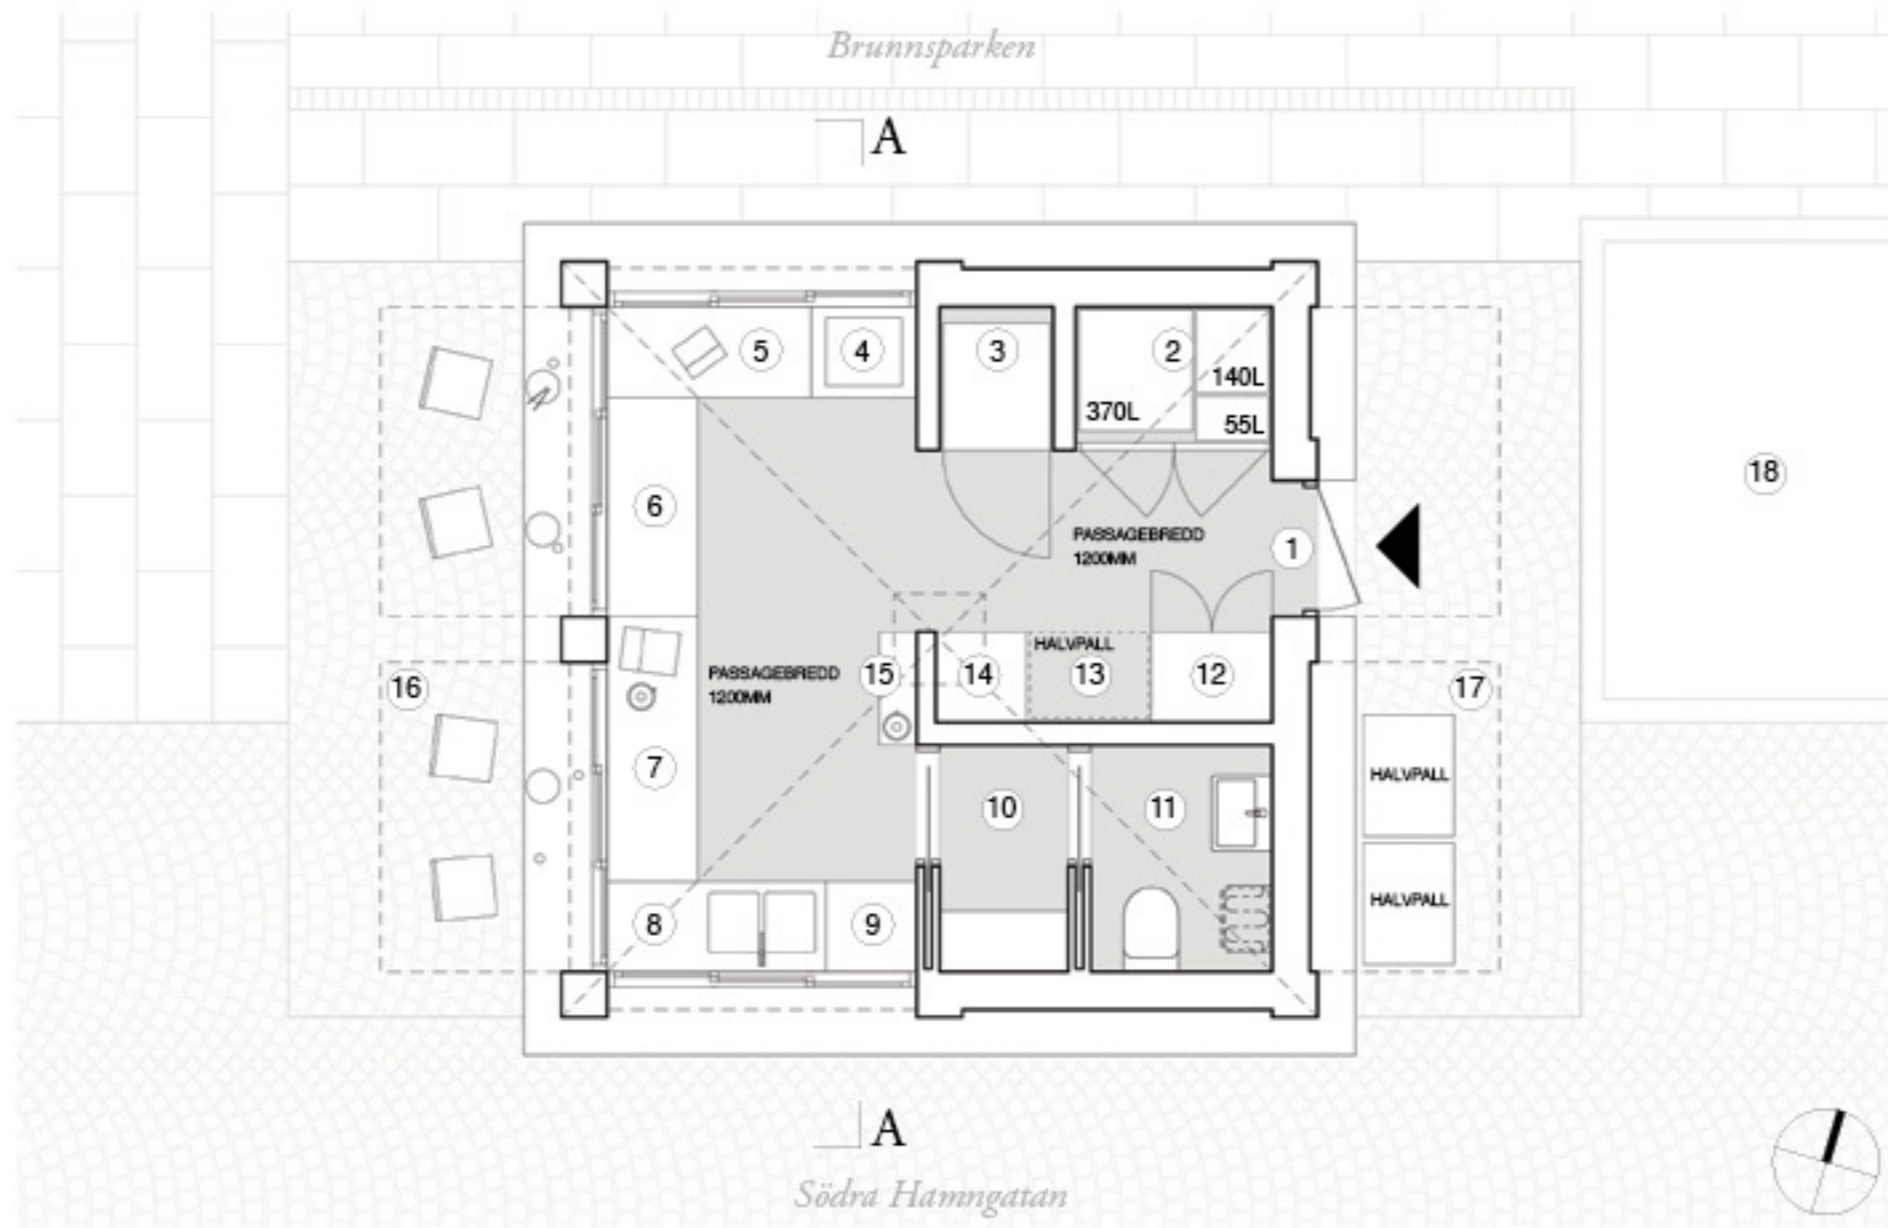 Brunnsparken
A
5
4
3
2
140L
370L
55L
6
18
PASSAGEBREDD
1200MM
1
HALVPALL
16
PASSAGEBREDD
1200MM
15
14
13
12
17
7
10
11
HALVPALL
8
9
HALVPALL
A
Södra Hamngatan